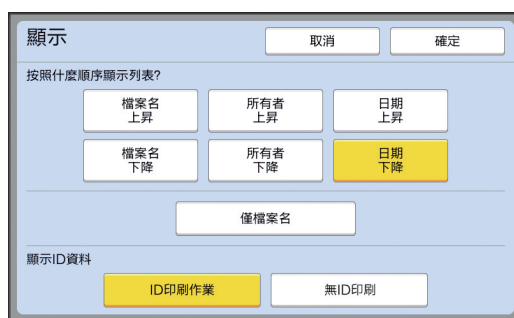 顯示
取消
確定
按照什麼順序顯示列表?
檔案名
上昇
所有者
上昇
日期
上昇
檔案名
下降
所有者
下降
日期
下降
僅檔案名
顯示ID資料
ID印刷作業
無ID印刷